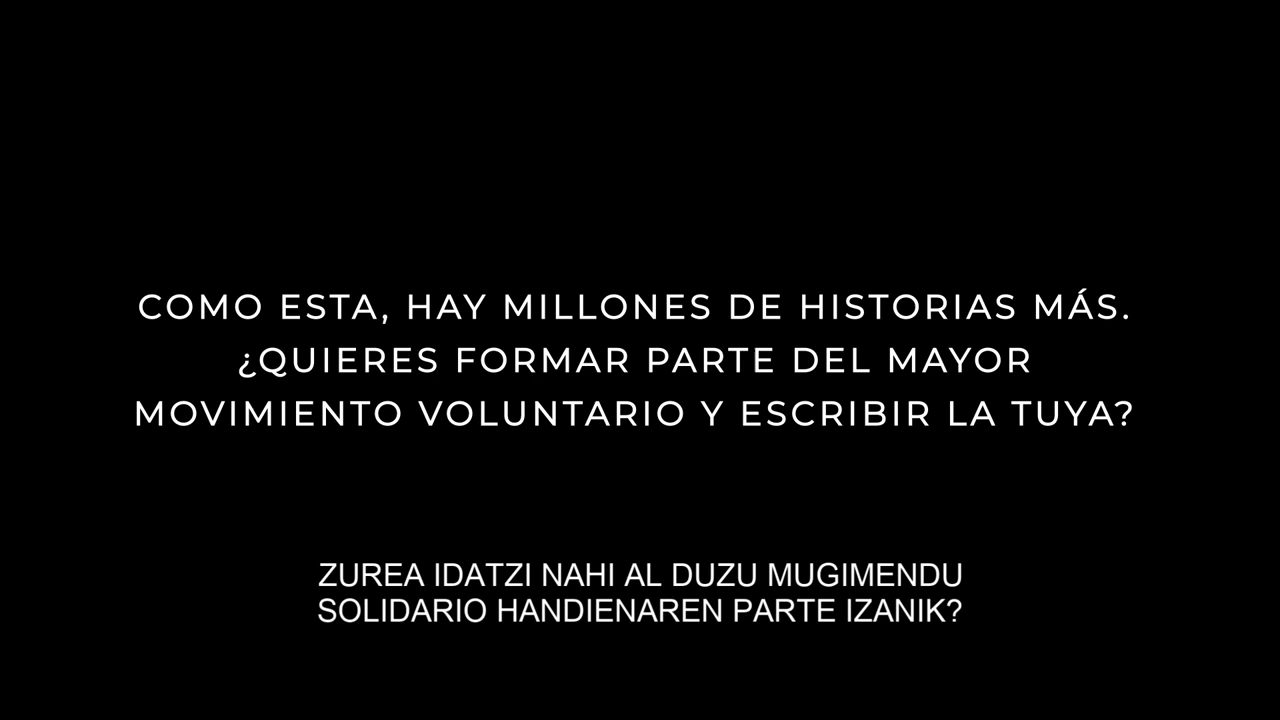 COMO ESTA, HAY MILLONES DE HISTORIAS MÁS.
¿QUIERES FORMAR PARTE DEL MAYOR
MOVIMIENTO VOLUNTARIO Y ESCRIBIR LA TUYA?
ZUREA IDATZI NAHI AL DUZU MUGIMENDU
SOLIDARIO HANDIENAREN PARTE IZANIK?